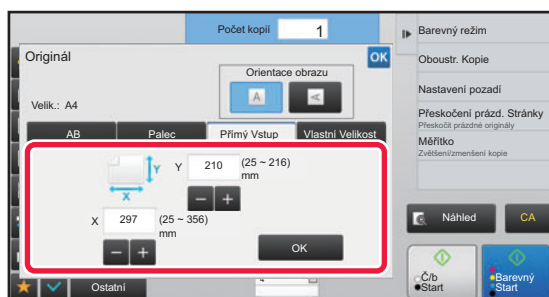 Počet kopií 1
Originál
OK
Orientace obrazu
A
A
Velik.: A4
AB
Palec
Přímý Vstup
Vlastní Velikost
Y
Y 210 (25 ~ 216)
mm
X
X 297 (25 ~ 356)
mm
OK
Ostatní
Barevný režim
Oboustr. Kopie
Nastavení pozadí
Přeskočení prázd. Stránky
Přeskočit prázdné originály
Měřítko
Zvětšení/zmenšení kopie
Náhled
CA
Č/b
Start
Barevný
Start